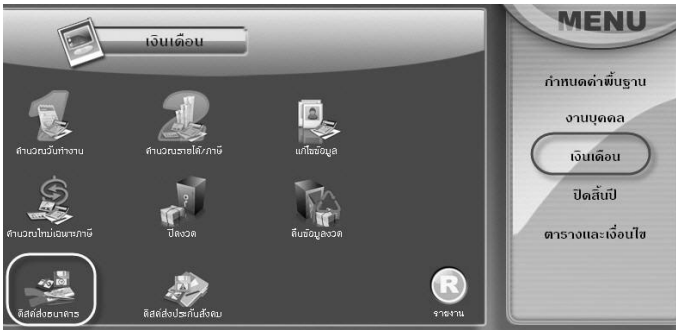 MENU
เงินเดือน
กำหนดค่าพื้นฐาน
งานบุคคล
เงินเดือน
ปิดสิ้นปี
ตารางและเงื่อนไข
1
2
คำนวณวันทำงาน
คำนวณรายได้/ภาษี
แก้ไขข้อมูล
คำนวณใหม่เฉพาะภาษี
ปิดงวด
คืนข้อมูลงวด
ดิสค์ส่งธนาคาร
ดิสค์ส่งประกันสังคม
R
รายงาน